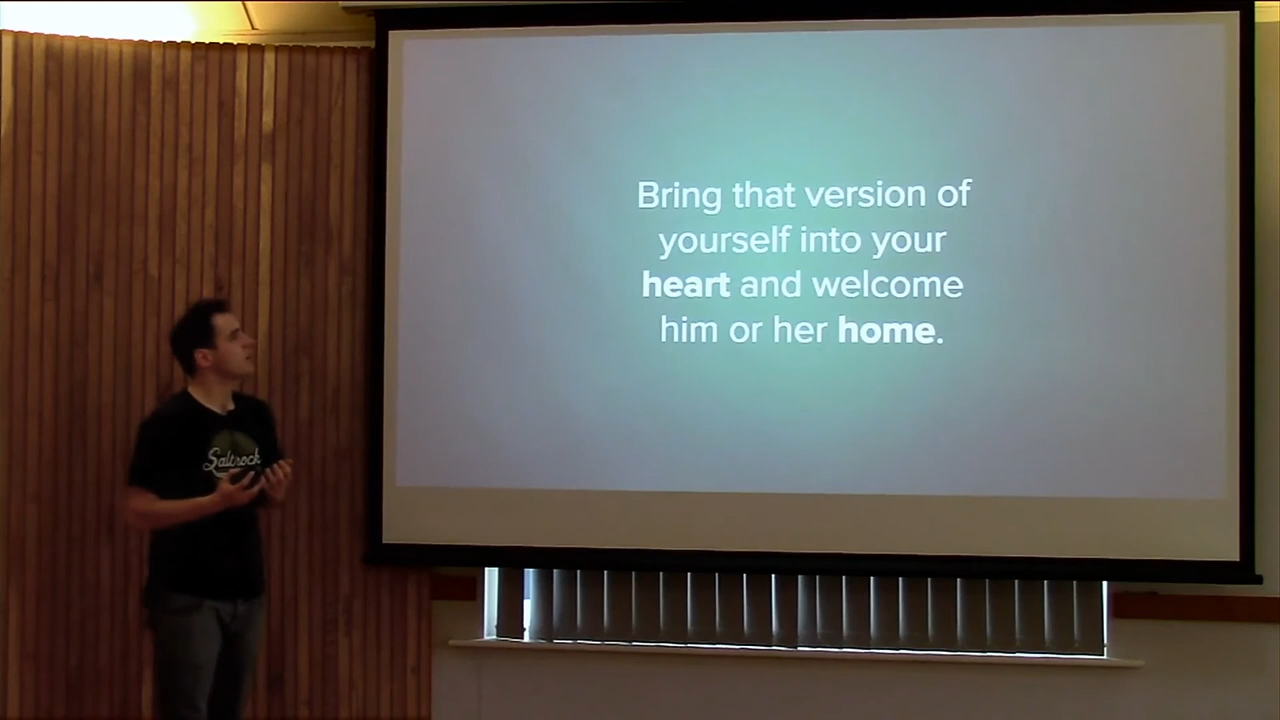 Bring that version of
yourself into your
heart and welcome
him or her home.
Saltrock